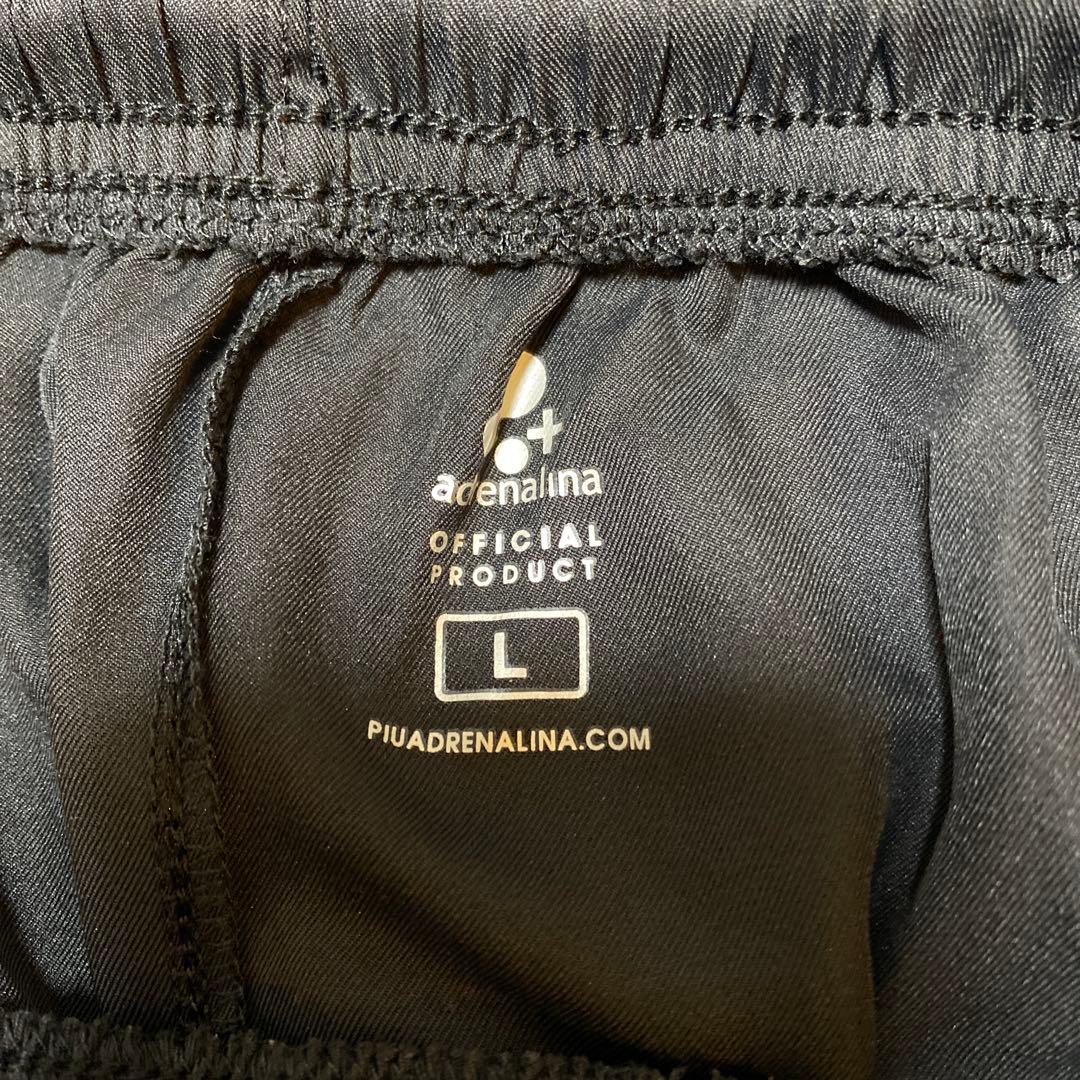 +
adrenalina
OFFICIAL
PRODUCT
L
PIUADRENALINA.COM